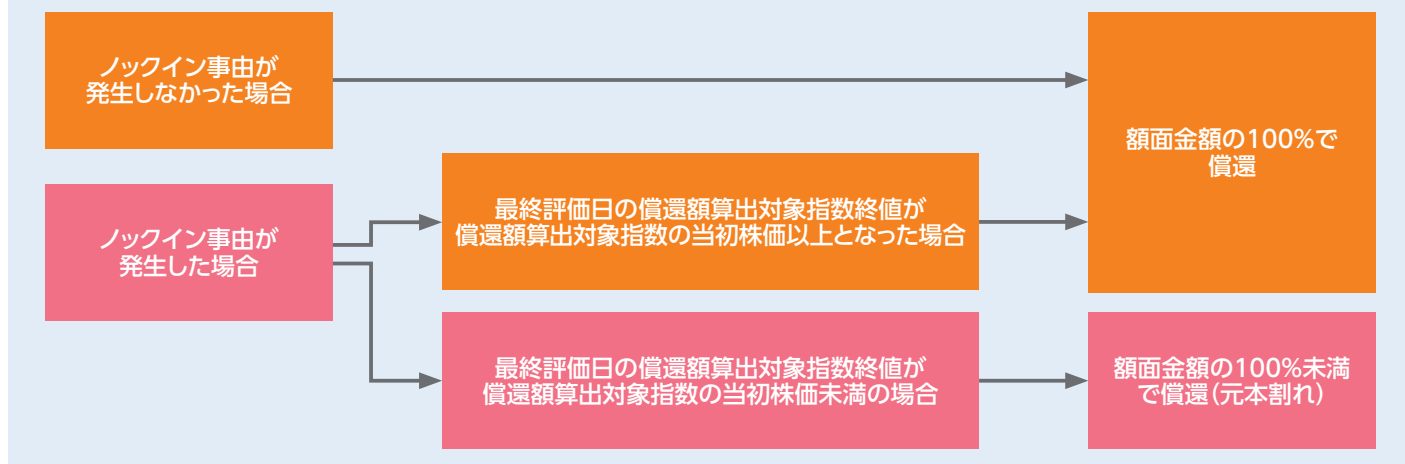 ノックイン事由が
発生しなかった場合
額面金額の100%で
償還
ノックイン事由が
発生した場合
最終評価日の償還額算出対象指数終値が
償還額算出対象指数の当初株価以上となった場合
最終評価日の償還額算出対象指数終値が
償還額算出対象指数の当初株価未満の場合
額面金額の100%未満
で償還(元本割れ)